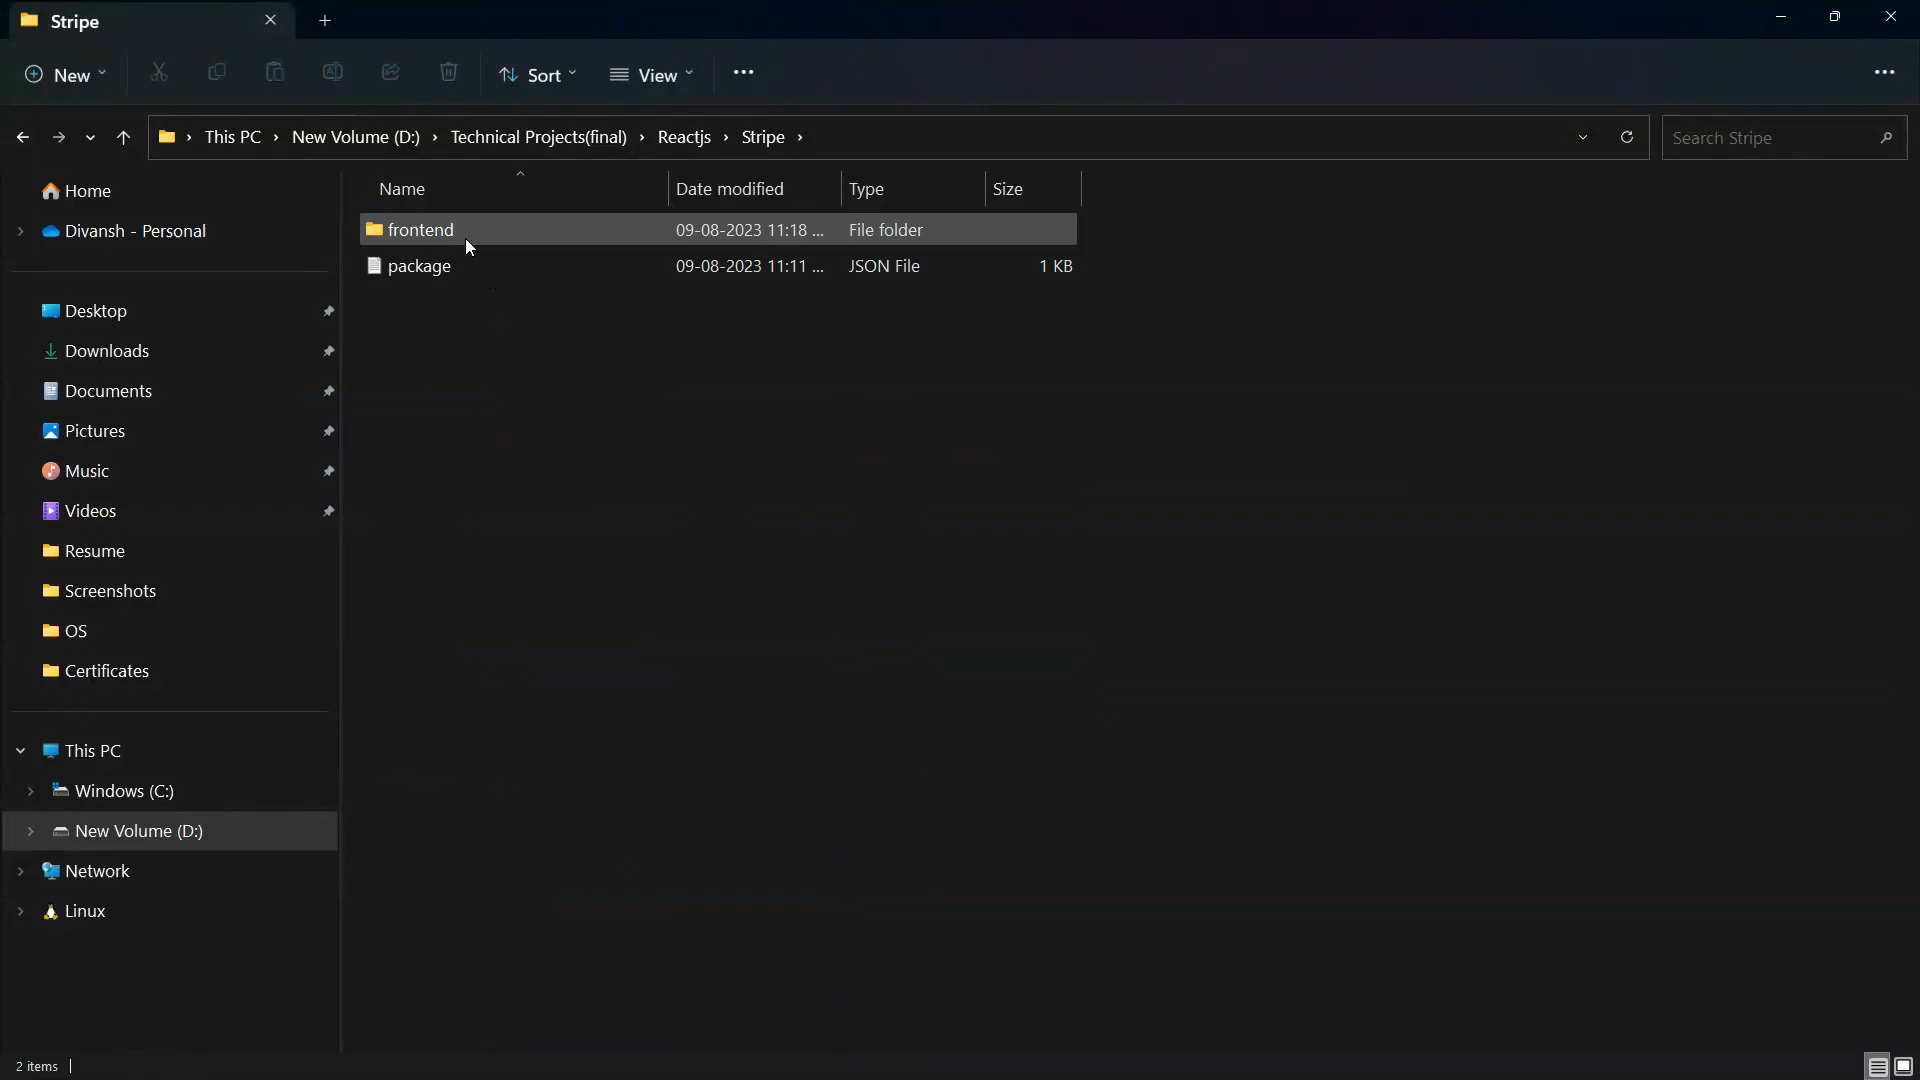 Stripe
New
Sort
View
This PC
New Volume (D:)
Technical Projects(final)
Reactjs
Stripe
Search Stripe
Home
Divansh - Personal
Desktop
Downloads
Documents
Pictures
Music
Videos
Resume
Screenshots
OS
Certificates
This PC
Windows (C:)
New Volume (D:)
Network
Linux
Name Date modified Type Size
frontend 09-08-2023 11:18 ... File folder
package 09-08-2023 11:11 ... JSON File 1 KB
2 items